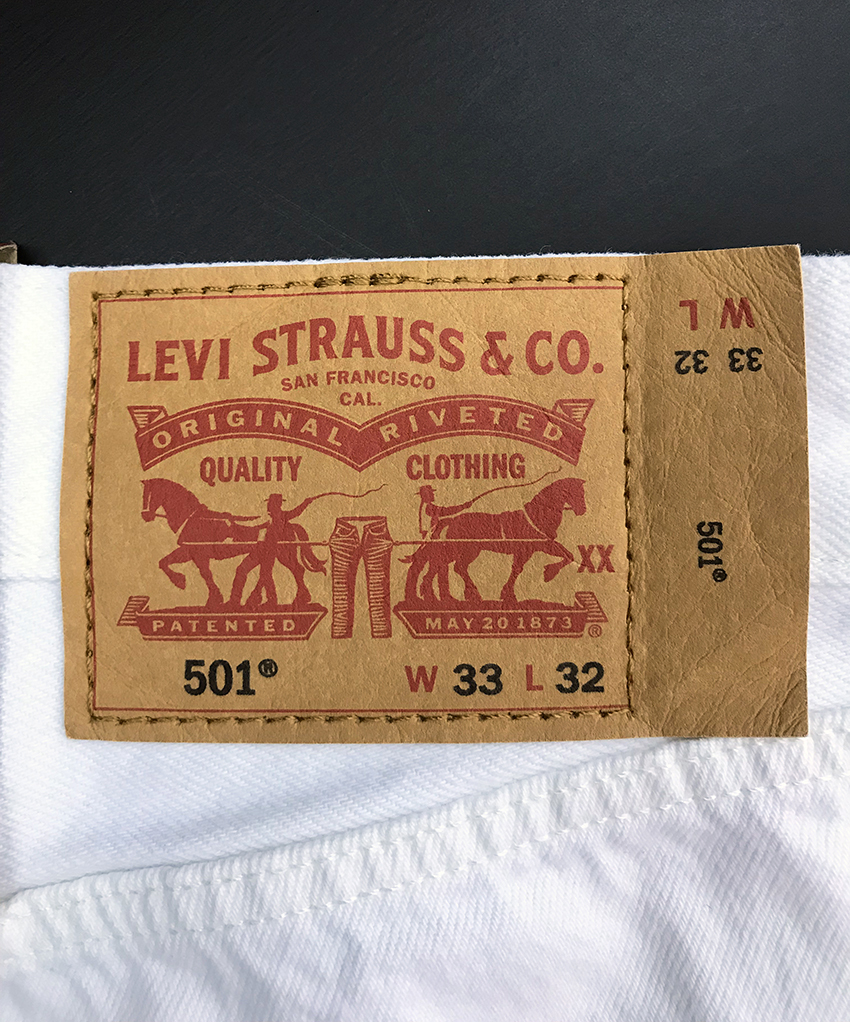 LEVI STRAUSS & CO.
SAN FRANCISCO
CAL.
ORIGINAL RIVETED
QUALITY CLOTHING
XX
PATENTED
MAY 20 1873 ®
501® W 33 L 32
W L
33 32
501®